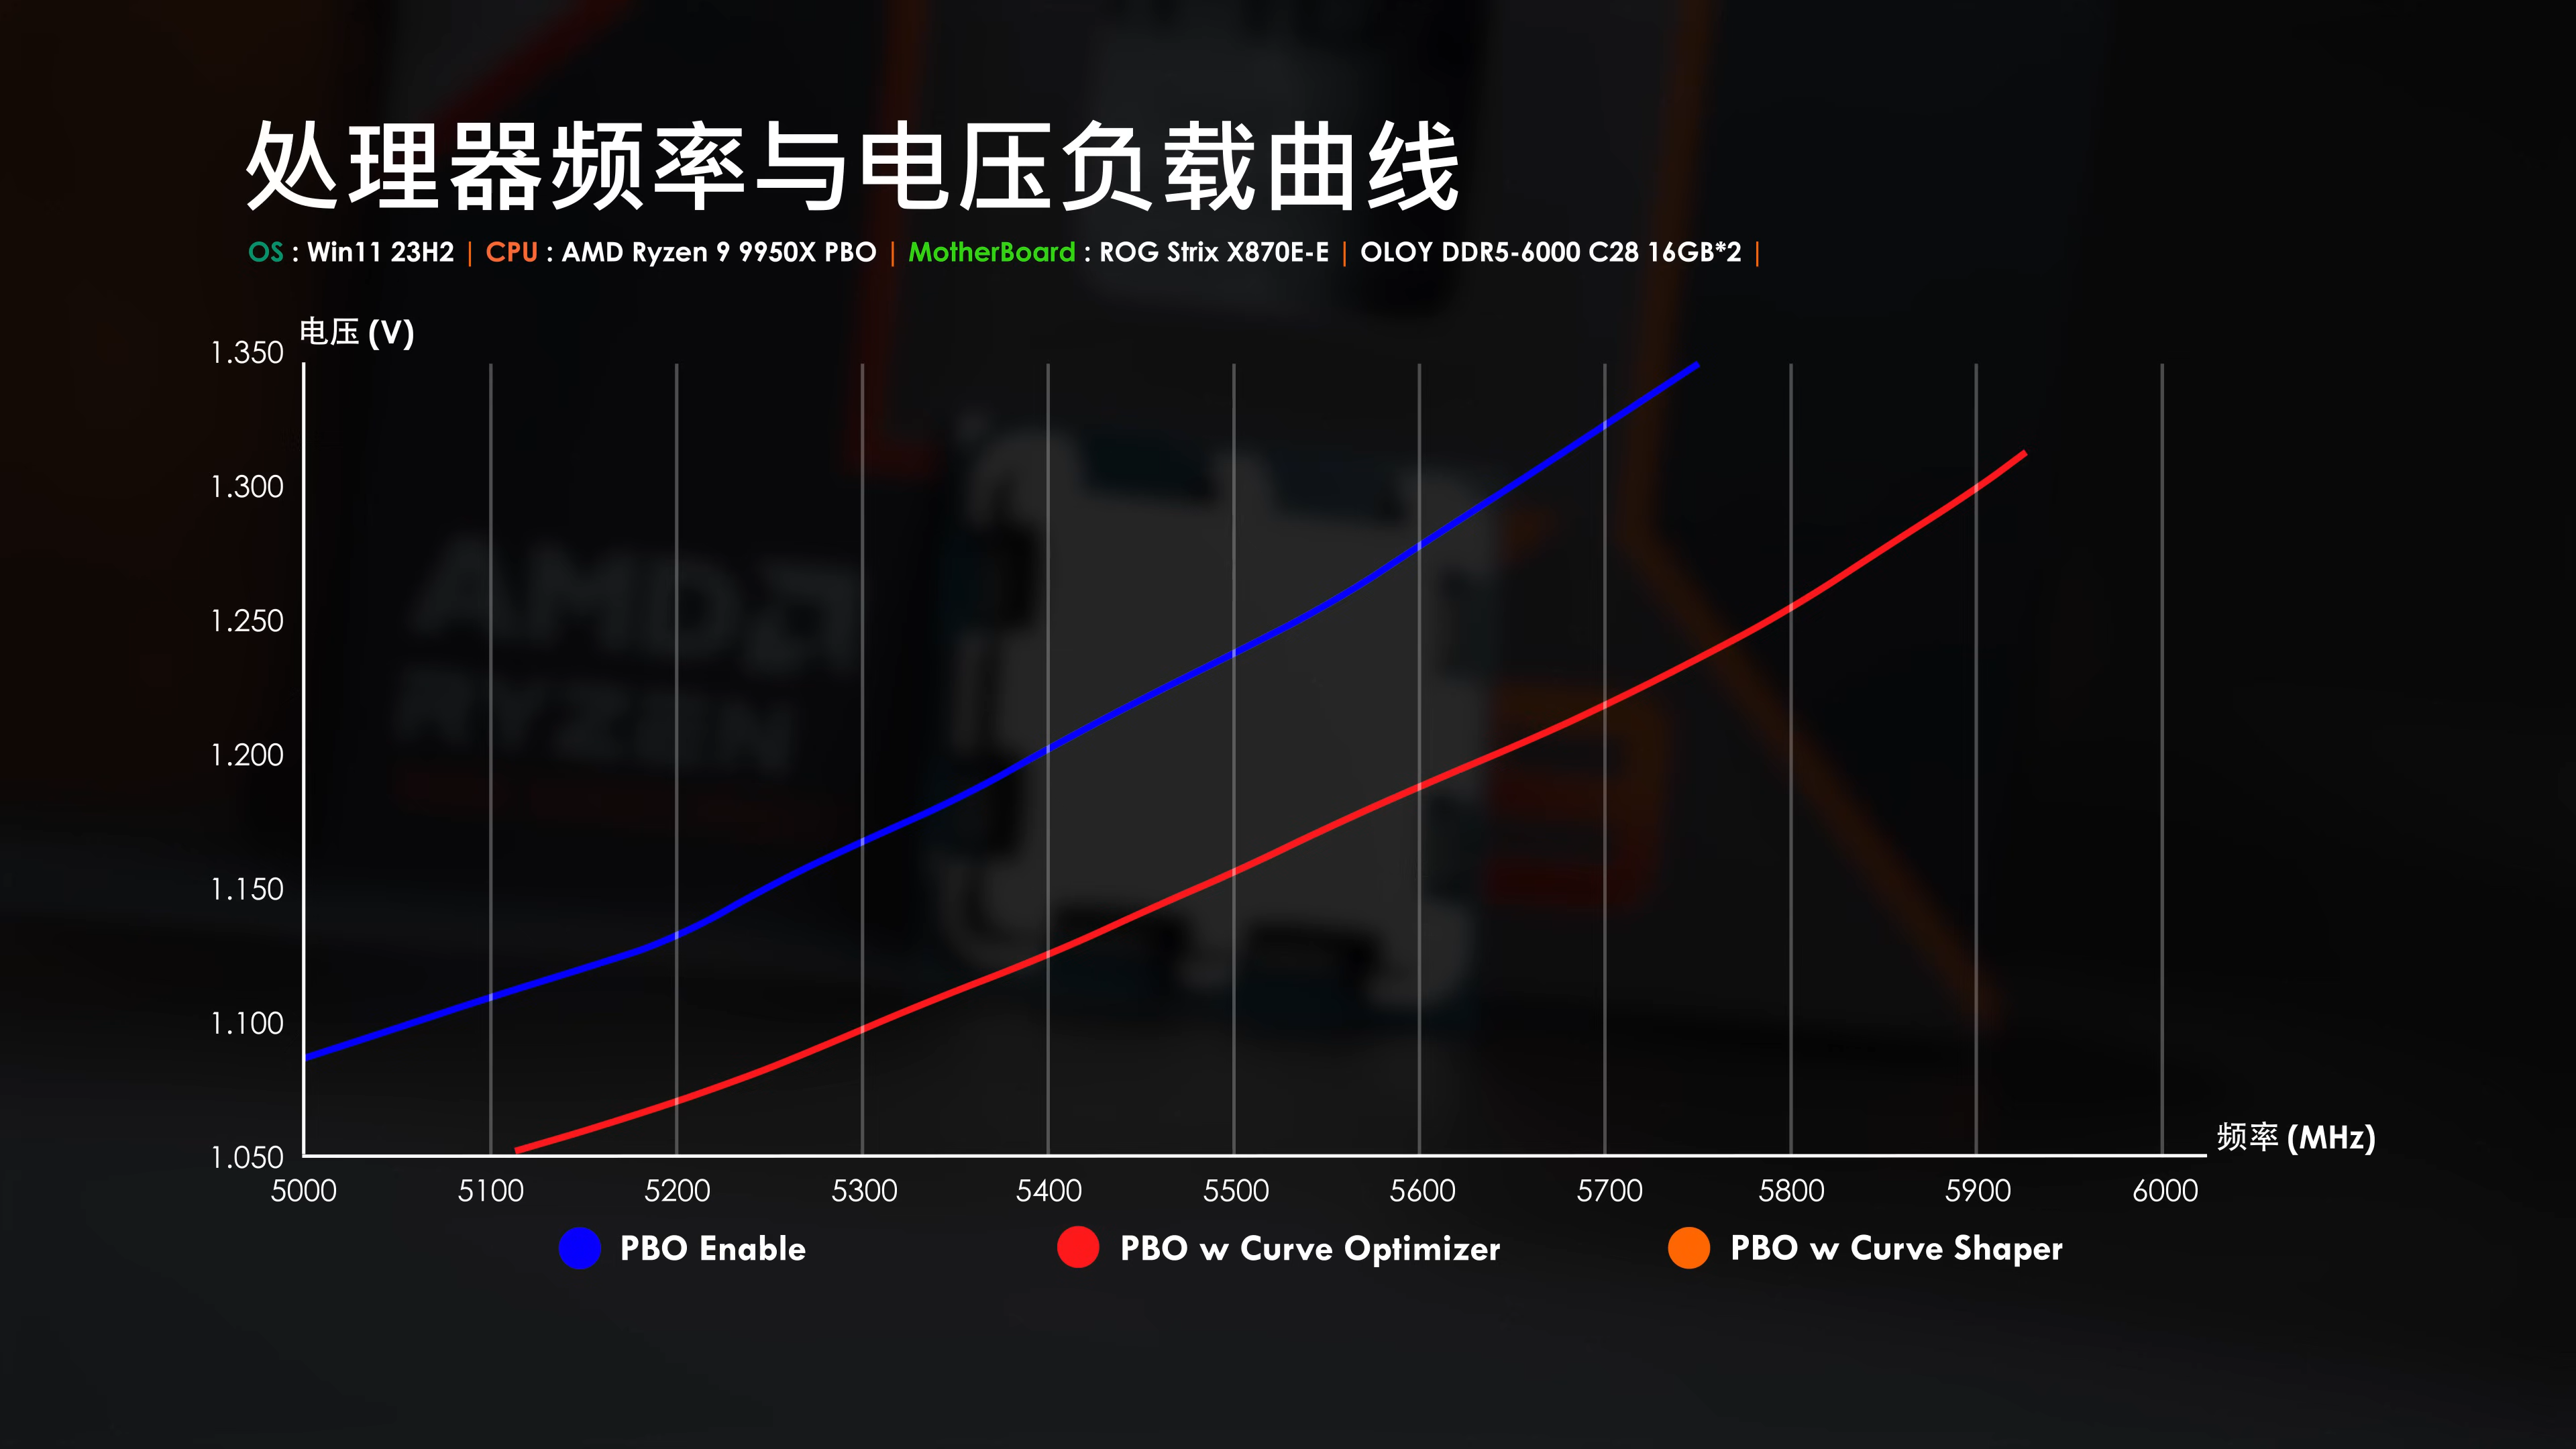 处理器频率与电压负载曲线
OS : Win11 23H2 | CPU : AMD Ryzen 9 9950X PBO | MotherBoard : ROG Strix X870E-E | OLOY DDR5-6000 C28 16GB*2 |
电压 (V)
1.350
1.300
1.250
1.200
1.150
1.100
1.050
AMD
RYZEN
频率 (MHz)
5000 5100 5200 5300 5400 5500 5600 5700 5800 5900 6000
PBO Enable PBO w Curve Optimizer PBO w Curve Shaper